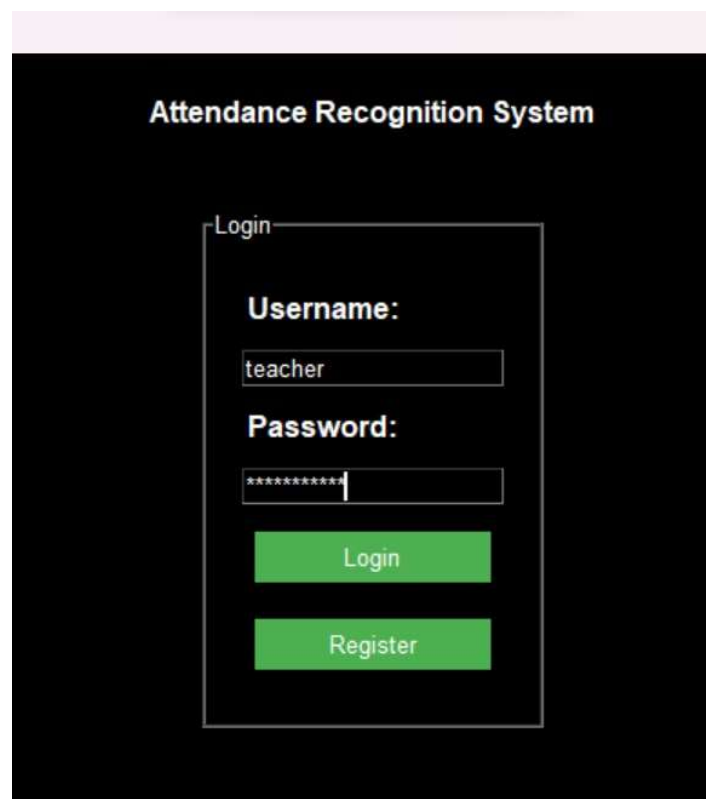 Attendance Recognition System
Login
Username:
teacher
Password:
***********
Login
Register